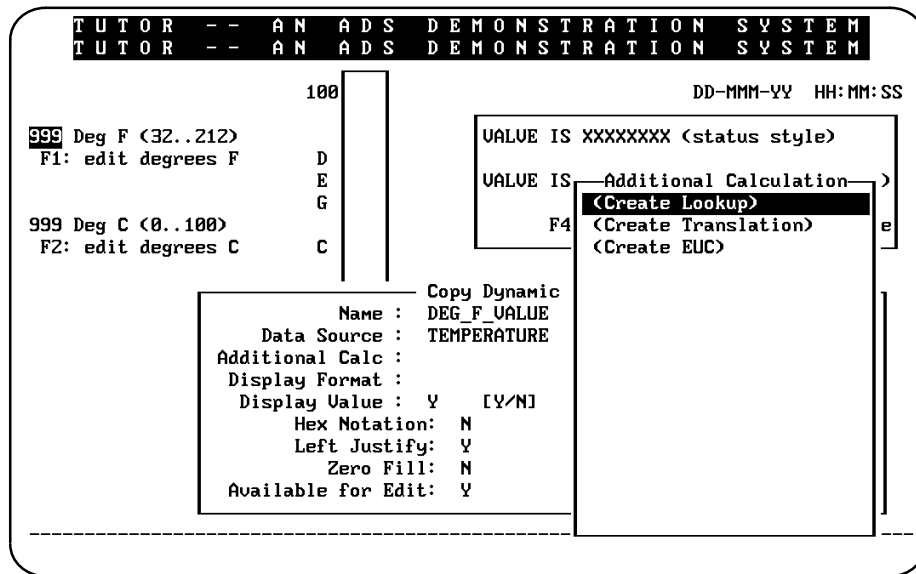 TUTOR -- AN ADS DEMONSTRATION SYSTEM
TUTOR -- AN ADS DEMONSTRATION SYSTEM
100
DD-MMM-YY HH:MM:SS
999 Deg F (32..212)
F1: edit degrees F
D
E
G
C
999 Deg C (0..100)
F2: edit degrees C
VALUE IS XXXXXXXX (status style)
VALUE IS )
F4 e
Additional Calculation
(Create Lookup)
(Create Translation)
(Create EUC)
Copy Dynamic
Name : DEG_F_VALUE
Data Source : TEMPERATURE
Additional Calc :
Display Format :
Display Value : Y [Y/N]
Hex Notation: N
Left Justify: Y
Zero Fill: N
Available for Edit: Y